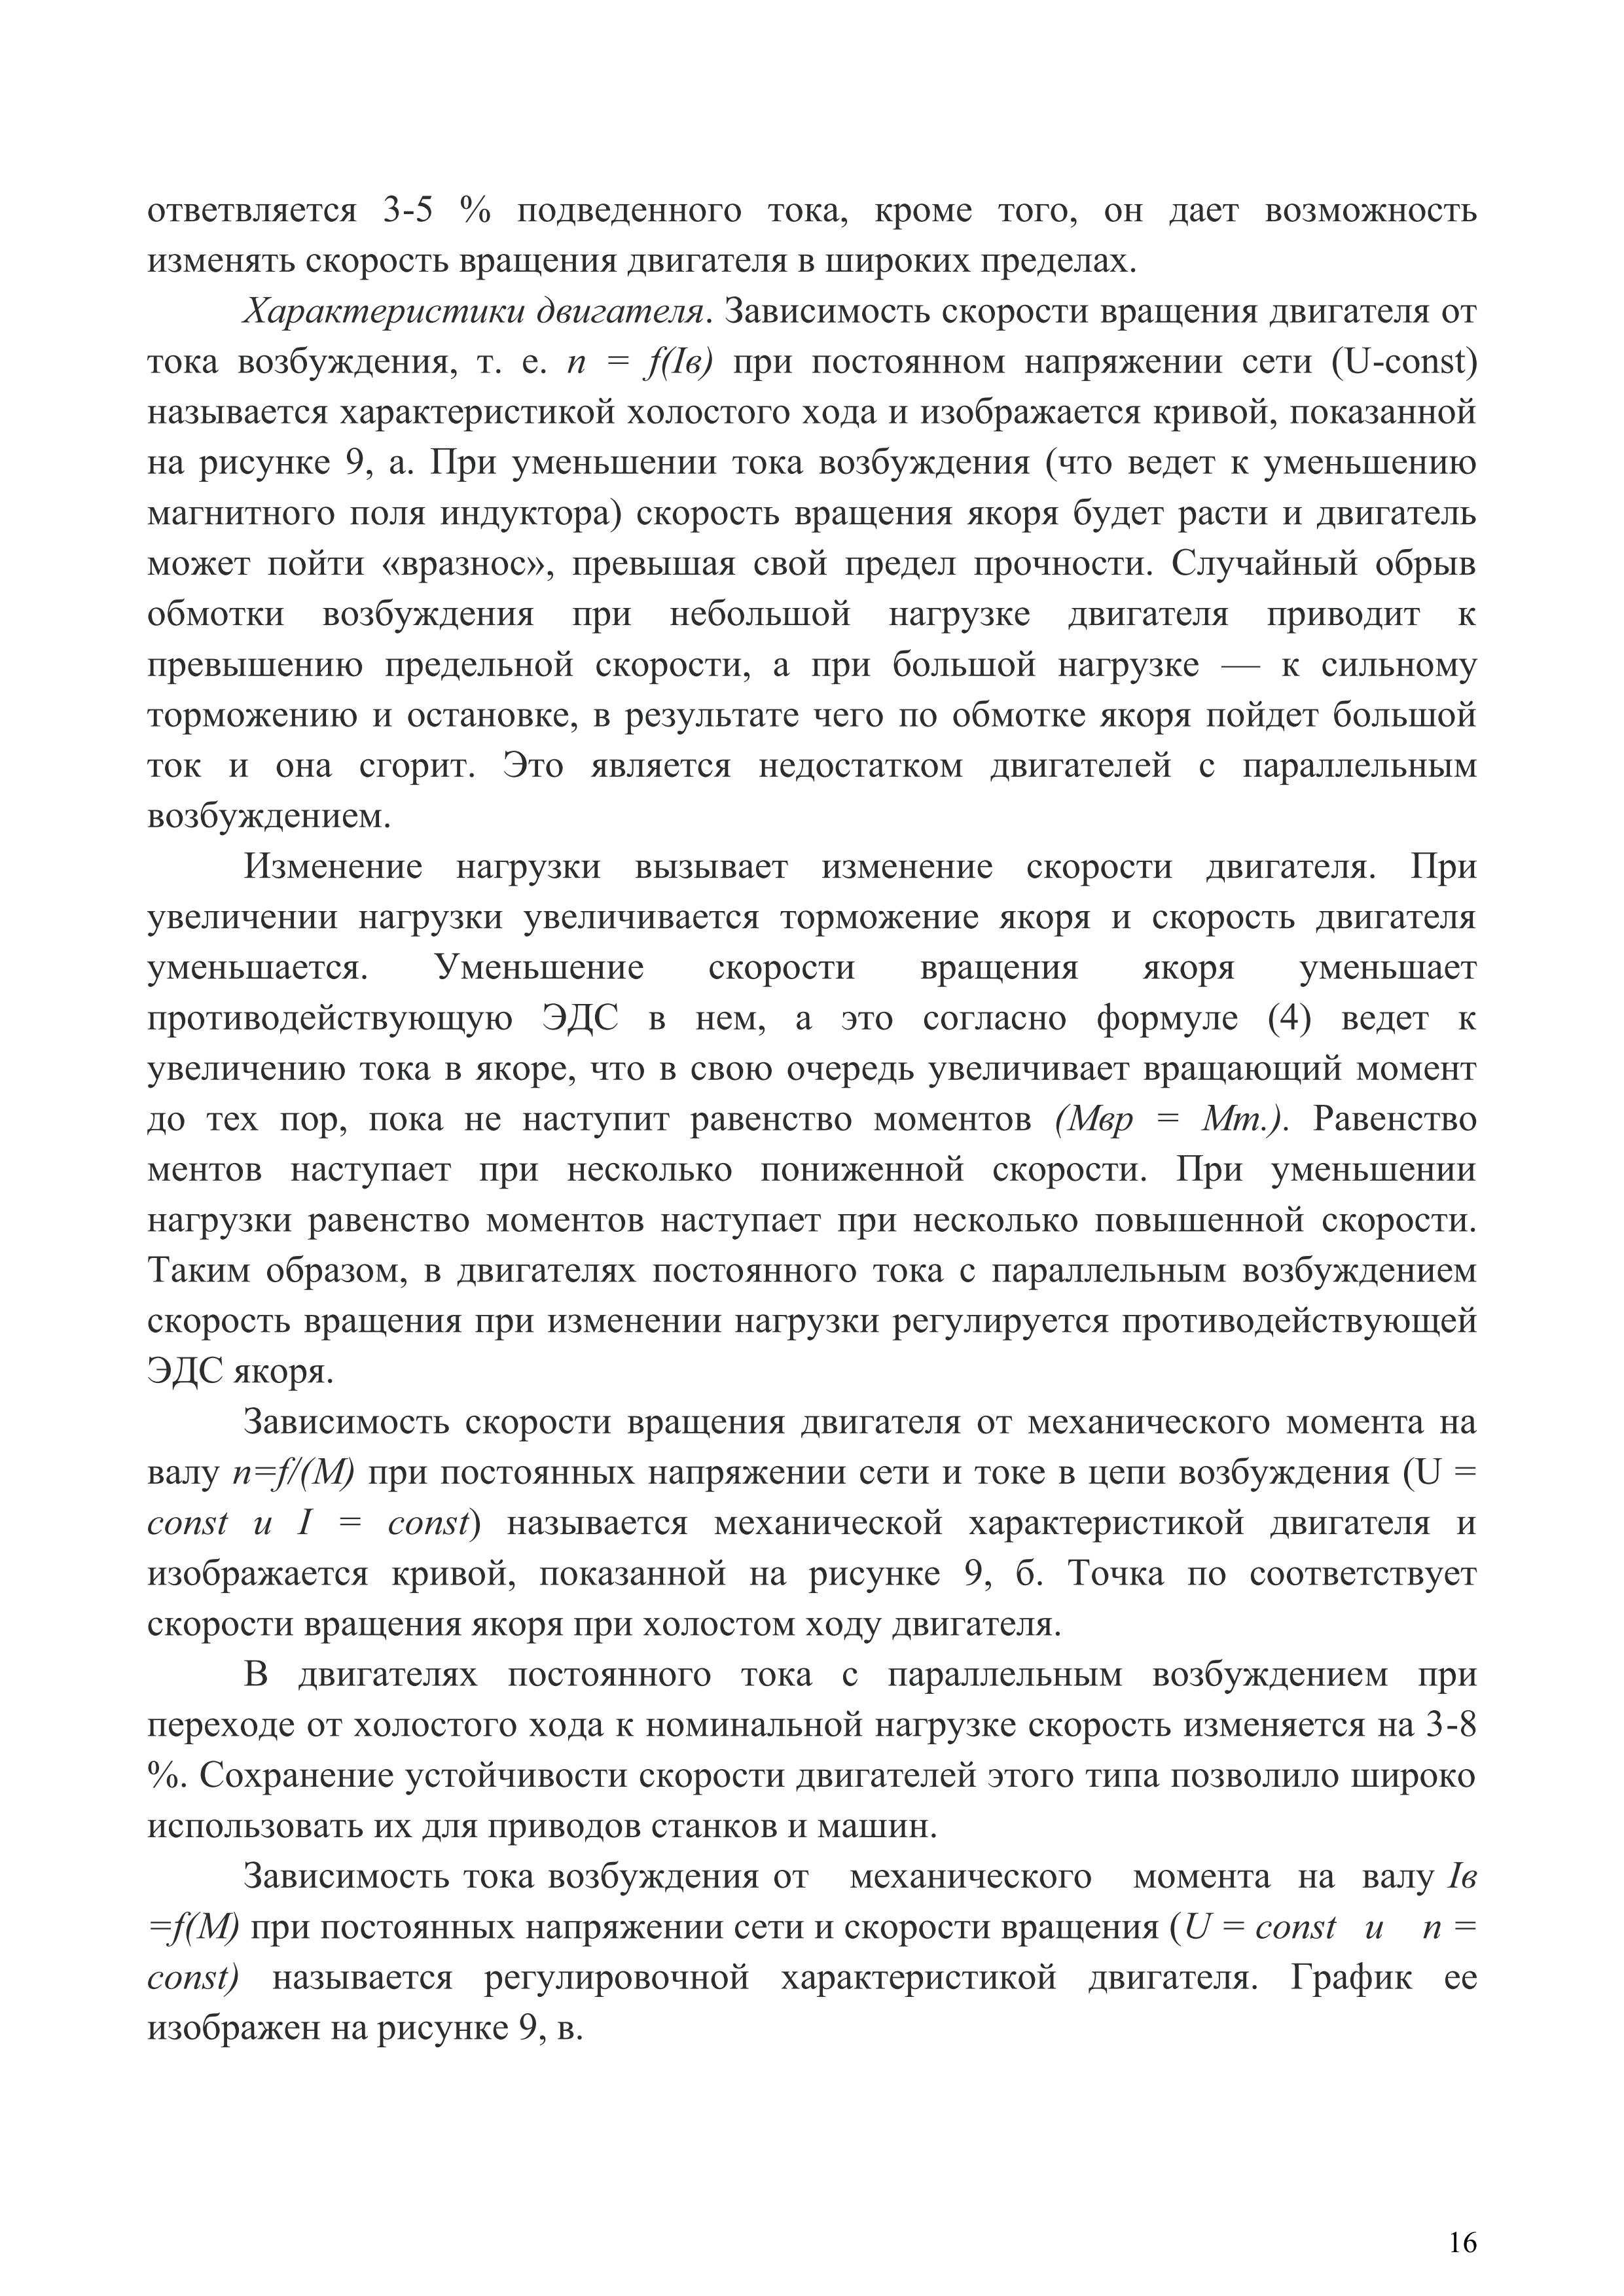 ответвляется 3-5 % подведенного тока, кроме того, он дает возможность
изменять скорость вращения двигателя в широких пределах.
Характеристики двигателя. Зависимость скорости вращения двигателя от
тока возбуждения, т. е. n = f(Iв) при постоянном напряжении сети (U-const)
называется характеристикой холостого хода и изображается кривой, показанной
на рисунке 9, а. При уменьшении тока возбуждения (что ведет к уменьшению
магнитного поля индуктора) скорость вращения якоря будет расти и двигатель
может пойти «вразнос», превышая свой предел прочности. Случайный обрыв
обмотки возбуждения при небольшой нагрузке двигателя приводит к
превышению предельной скорости, а при большой нагрузке — к сильному
торможению и остановке, в результате чего по обмотке якоря пойдет большой
ток и она сгорит. Это является недостатком двигателей с параллельным
возбуждением.
Изменение нагрузки вызывает изменение скорости двигателя. При
увеличении нагрузки увеличивается торможение якоря и скорость двигателя
уменьшается. Уменьшение скорости вращения якоря уменьшает
противодействующую ЭДС в нем, а это согласно формуле (4) ведет к
увеличению тока в якоре, что в свою очередь увеличивает вращающий момент
до тех пор, пока не наступит равенство моментов (Мвр = Мт.). Равенство
ментов наступает при несколько пониженной скорости. При уменьшении
нагрузки равенство моментов наступает при несколько повышенной скорости.
Таким образом, в двигателях постоянного тока с параллельным возбуждением
скорость вращения при изменении нагрузки регулируется противодействующей
ЭДС якоря.
Зависимость скорости вращения двигателя от механического момента на
валу n=f/(М) при постоянных напряжении сети и токе в цепи возбуждения (U =
const и I = const) называется механической характеристикой двигателя и
изображается кривой, показанной на рисунке 9, б. Точка по соответствует
скорости вращения якоря при холостом ходу двигателя.
В двигателях постоянного тока с параллельным возбуждением при
переходе от холостого хода к номинальной нагрузке скорость изменяется на 3-8
%. Сохранение устойчивости скорости двигателей этого типа позволило широко
использовать их для приводов станков и машин.
Зависимость тока возбуждения от механического момента на валу Iв
=f(М) при постоянных напряжении сети и скорости вращения (U = const и n =
const) называется регулировочной характеристикой двигателя. График ее
изображен на рисунке 9, в.
16